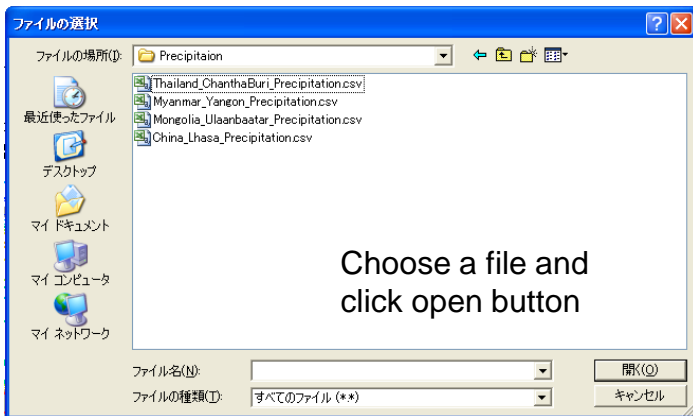 ファイルの選択
ファイルの場所(I):
Precipitaion
最近使ったファイル
デスクトップ
マイ ドキュメント
マイ コンピュータ
マイ ネットワーク
Thailand_ChanthaBuri_Precipitation.csv
Myanmar_Yangon_Precipitation.csv
Mongolia_Ulaanbaatar_Precipitation.csv
China_Lhasa_Precipitation.csv
Choose a file and
click open button
ファイル名(N):
開く(O)
ファイルの種類(T):
すべてのファイル (*.*)
キャンセル